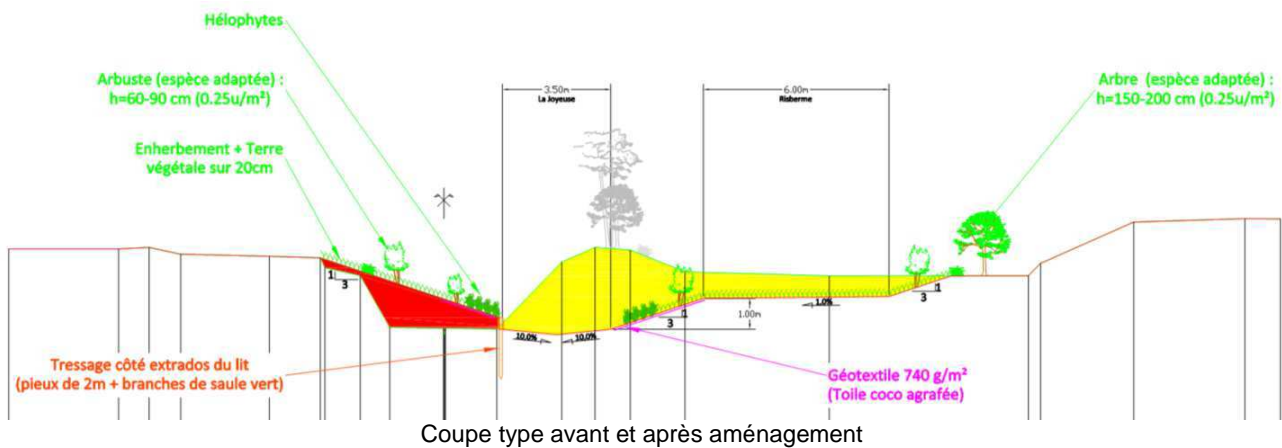 Hélophytes
Arbuste (espèce adaptée) :
h=60-90 cm (0.25u/m²)
Enherbement + Terre
végétale sur 20cm
3.50m
La Joyeuse
6.00m
Risberme
Arbre (espèce adaptée) :
h=150-200 cm (0.25u/m²)
1
3
10.0%
10.0%
1
3
1.00m
1.0%
1
3
Tressage côté extrados du lit
(pieux de 2m + branches de saule vert)
Géotextile 740 g/m²
(Toile coco agrafée)
Coupe type avant et après aménagement